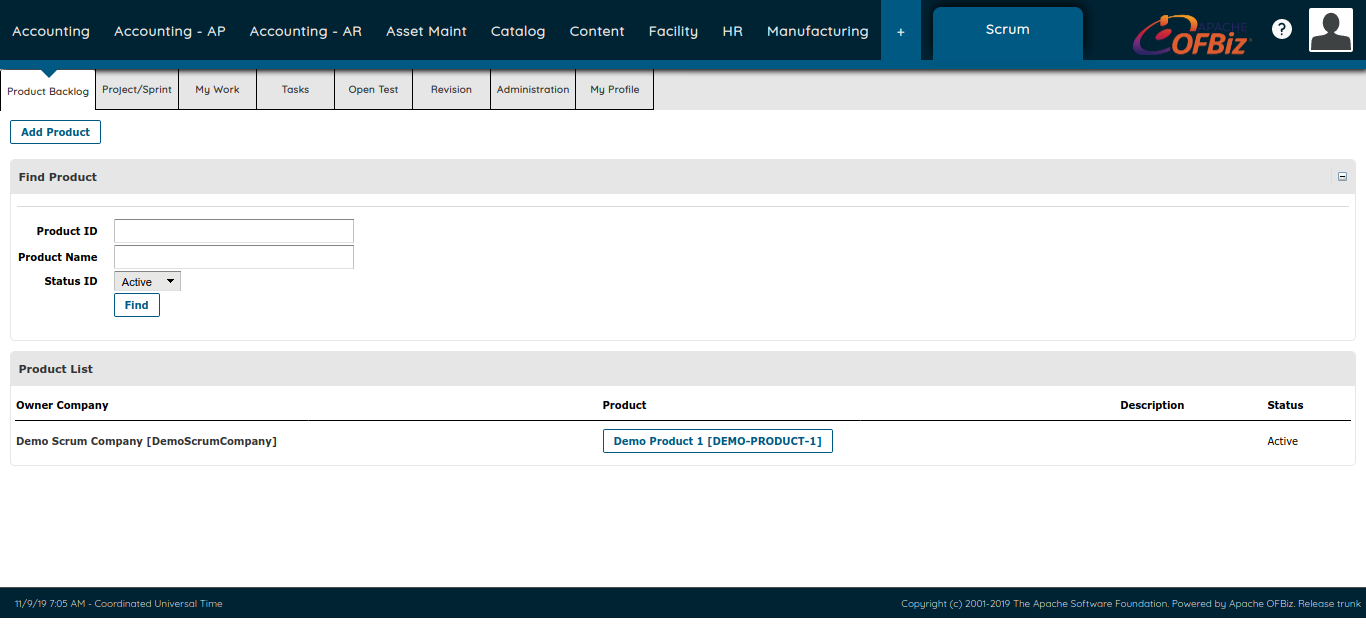 Accounting Accounting - AP Accounting - AR Asset Maint Catalog Content Facility HR Manufacturing + Scrum APACHE OFBiz ?
Product Backlog Project/Sprint My Work Tasks Open Test Revision Administration My Profile
Add Product
Find Product
Product ID
Product Name
Status ID Active
Find
Product List
Owner Company Product Description Status
Demo Scrum Company [DemoScrumCompany] Demo Product 1 [DEMO-PRODUCT-1] Active
11/9/19 7:05 AM - Coordinated Universal Time Copyright (c) 2001-2019 The Apache Software Foundation. Powered by Apache OFBiz. Release trunk